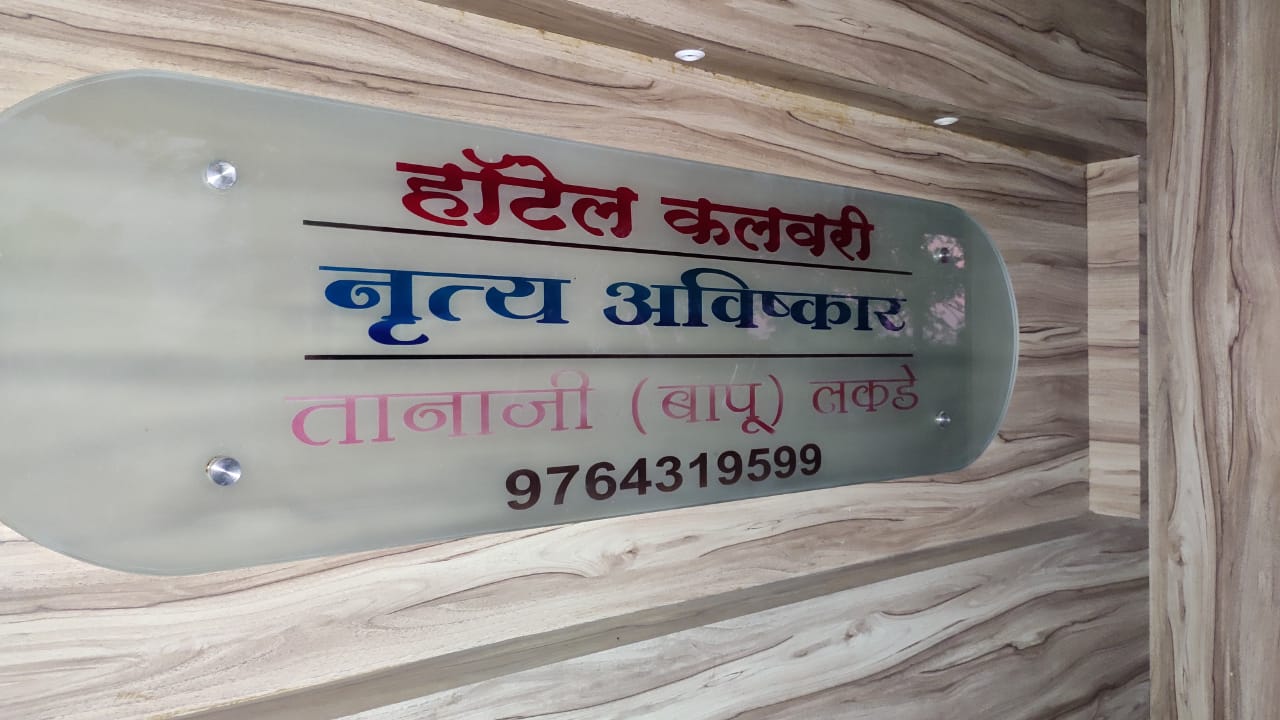 हॉटेल कलवरी
नृत्य अविष्कार
तानाजी (बापू) लकडे
9764319599